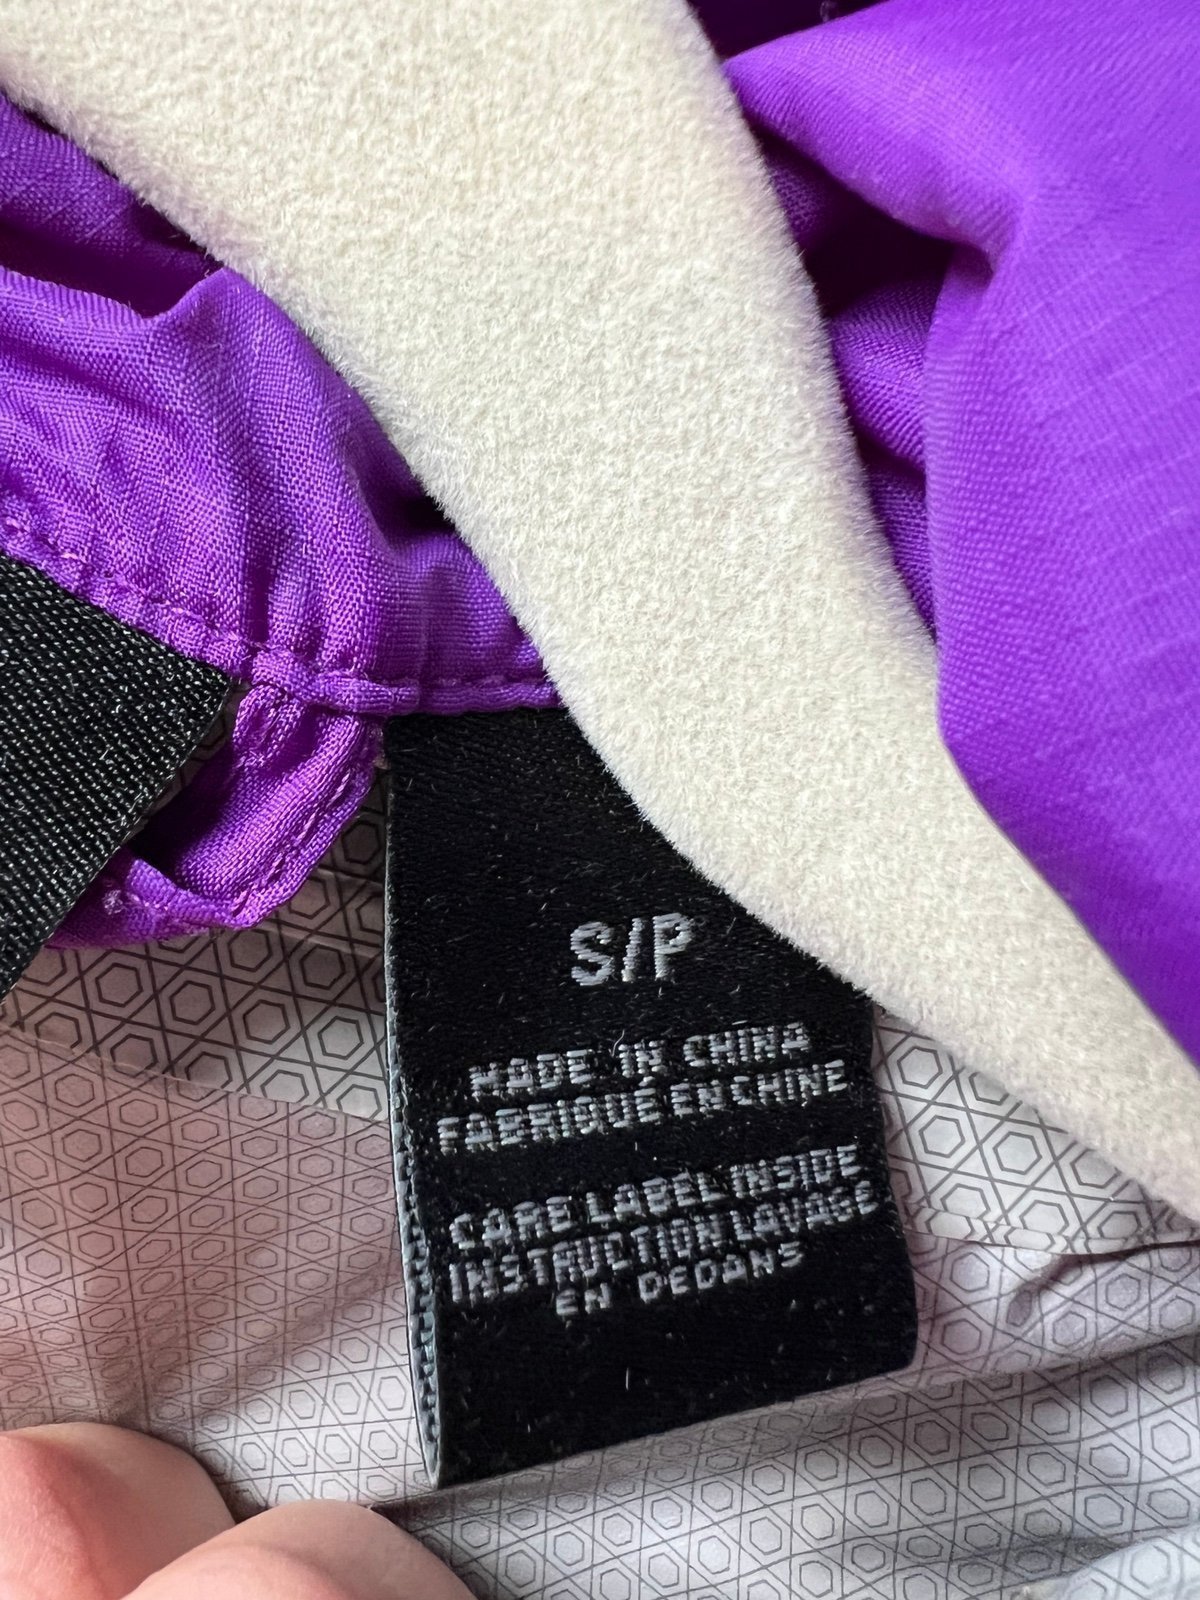 S/P
MADE IN CHINA
FABRIQUÉ EN CHINE
CARE LABEL INSIDE
INSTRUCTION LAVAGE
EN DEDANS